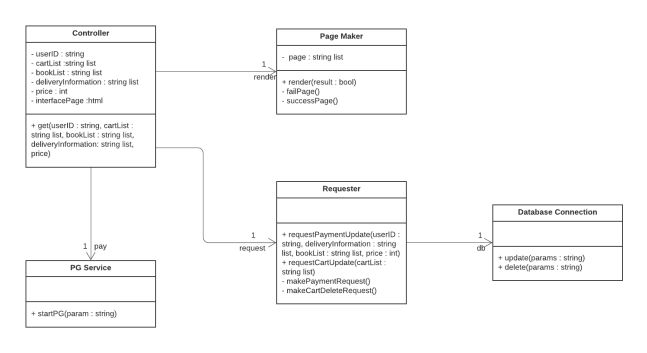 Controller
- userID : string
- cartList :string list
- bookList : string list
- deliveryInformation : string list
- price : int
- interfacePage :html
+ get(userID : string, cartList :
string list, bookList : string list,
deliveryInformation: string list,
price)
Page Maker
- page : string list
+ render(result : bool)
- failPage()
- successPage()
1
render
Requester
+ requestPaymentUpdate(userID :
string, deliveryInformation : string
list, bookList : string list, price : int)
+ requestCartUpdate(cartList :
string list)
- makePaymentRequest()
- makeCartDeleteRequest()
1
request
Database Connection
+ update(params : string)
+ delete(params : string)
1
db
1 pay
PG Service
+ startPG(param : string)